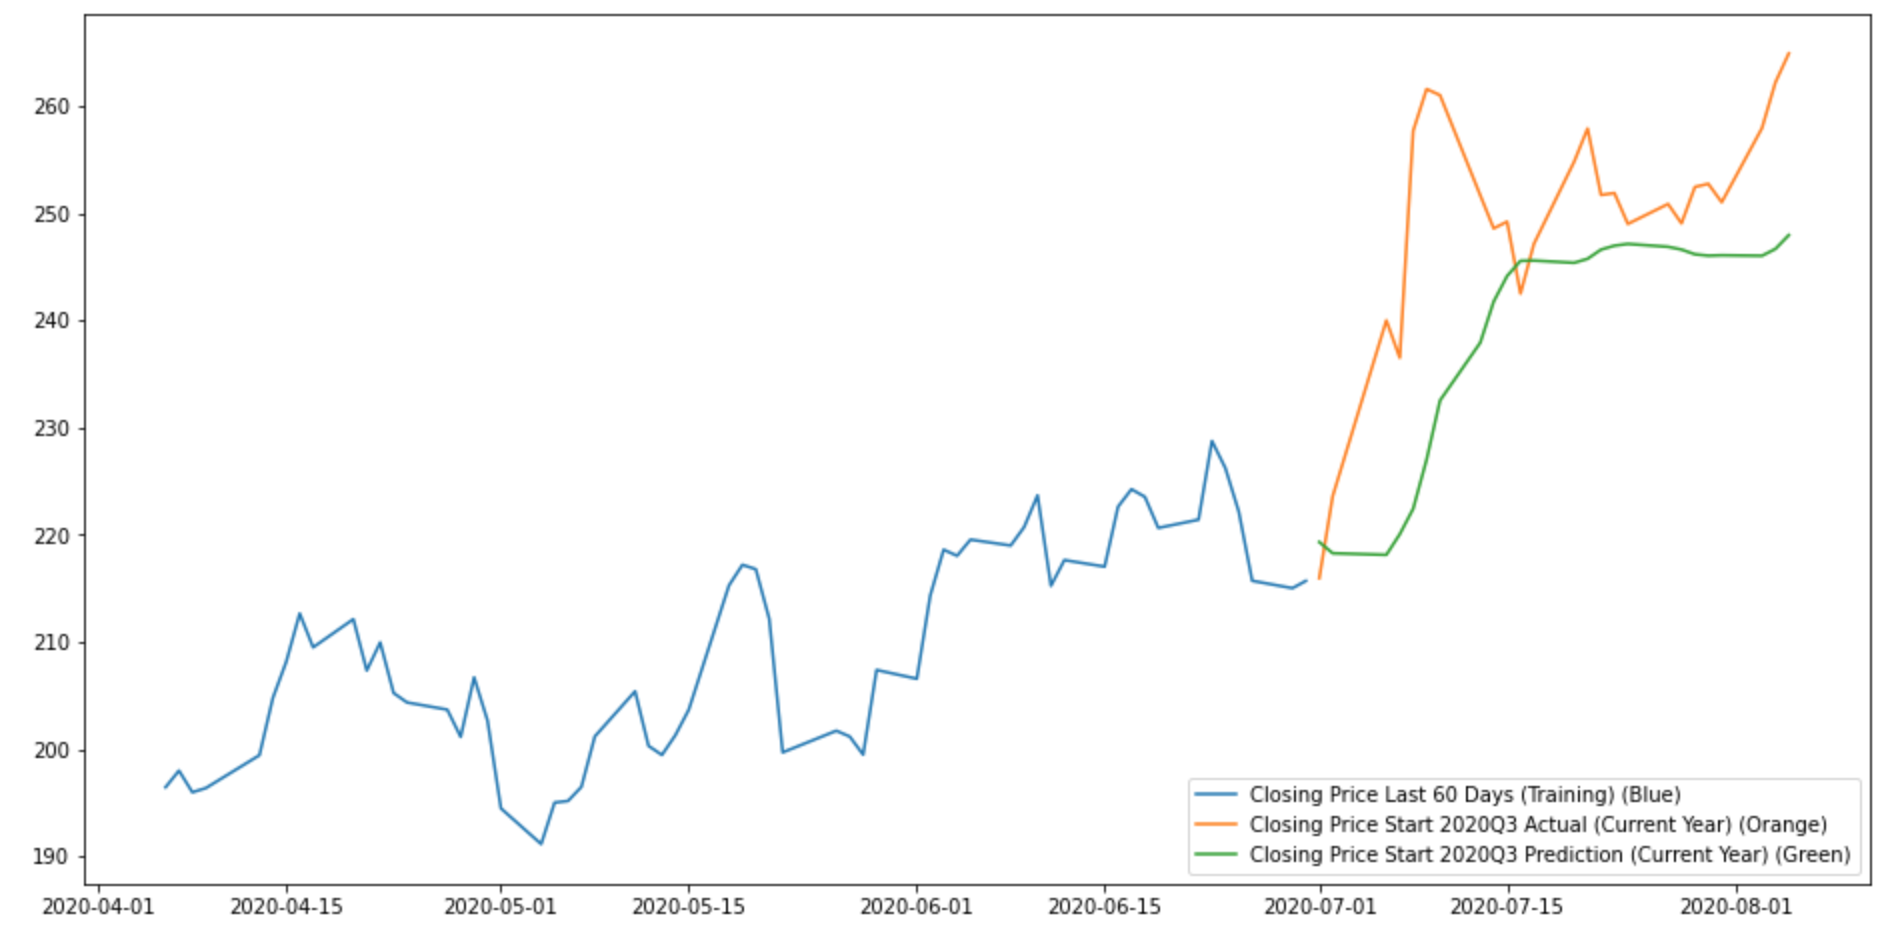 260
250
240
230
220
210
200
190
2020-04-01 2020-04-15 2020-05-01 2020-05-15 2020-06-01 2020-06-15 2020-07-01 2020-07-15 2020-08-01
Closing Price Last 60 Days (Training) (Blue)
Closing Price Start 2020Q3 Actual (Current Year) (Orange)
Closing Price Start 2020Q3 Prediction (Current Year) (Green)